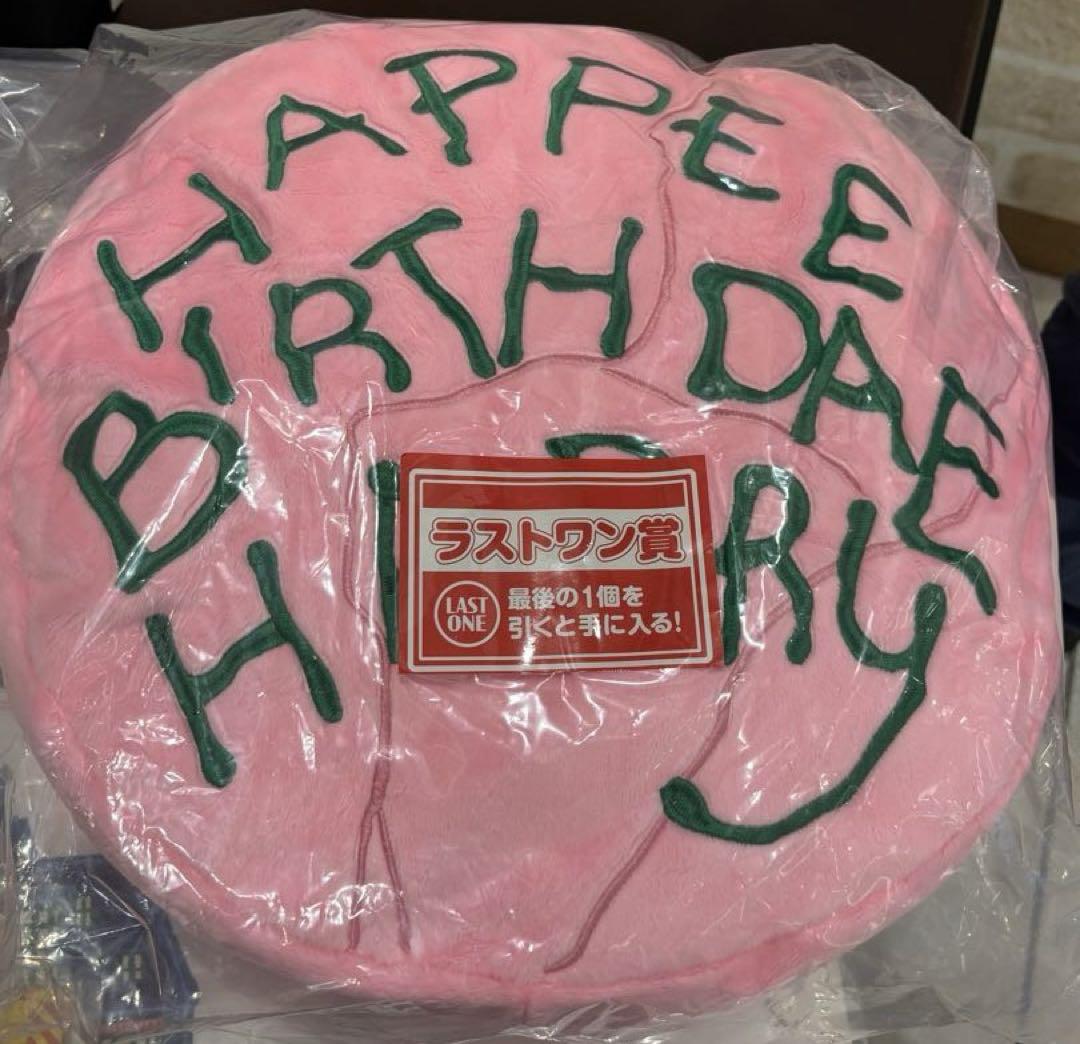 HAPPEE
BIRTHDAE
HARRY
ラストワン賞
LAST
ONE
最後の1個を
引くと手に入る!